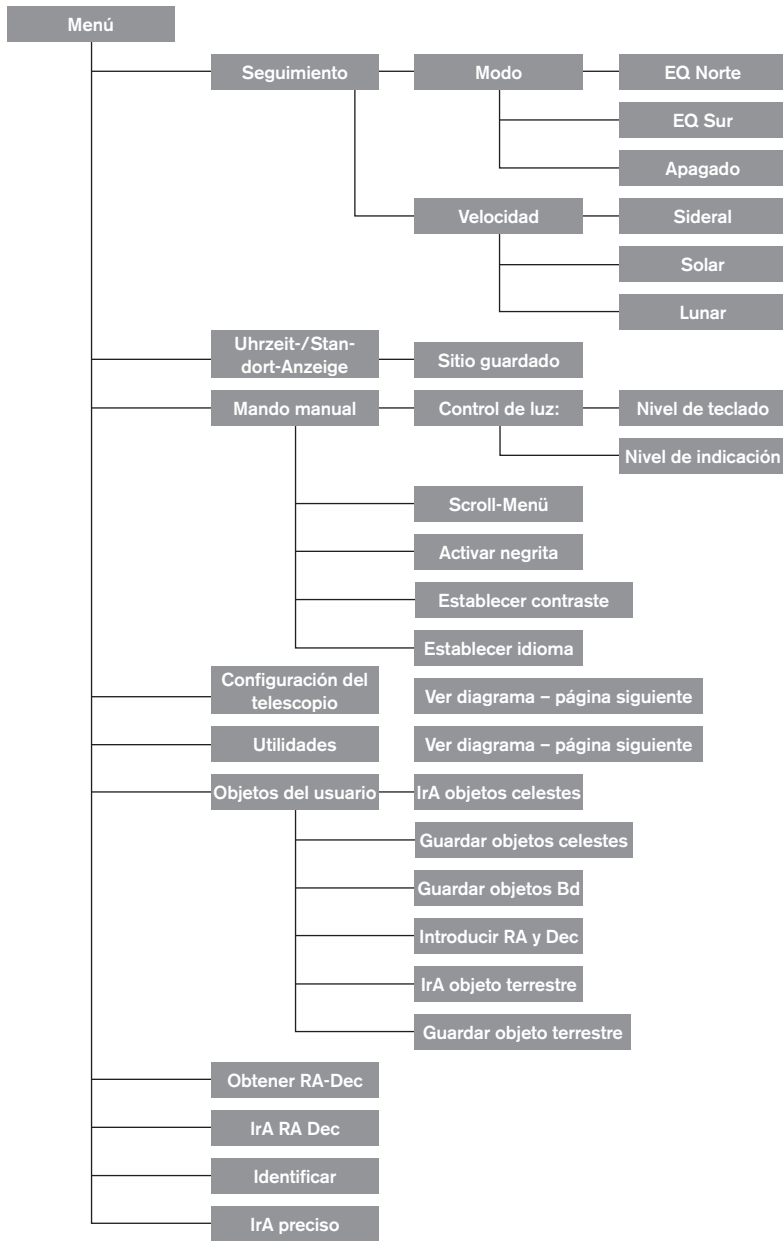 Menú
Seguimiento
Modo
EQ Norte
EQ Sur
Apagado
Velocidad
Sideral
Solar
Lunar
Uhrzeit-/Stan-
dort-Anzeige
Sitio guardado
Mando manual
Control de luz:
Nivel de teclado
Nivel de indicación
Scroll-Menü
Activar negrita
Establecer contraste
Establecer idioma
Configuración del
telescopio
Ver diagrama – página siguiente
Utilidades
Ver diagrama – página siguiente
Objetos del usuario
IrA objetos celestes
Guardar objetos celestes
Guardar objetos Bd
Introducir RA y Dec
IrA objeto terrestre
Guardar objeto terrestre
Obtener RA-Dec
IrA RA Dec
Identificar
IrA preciso